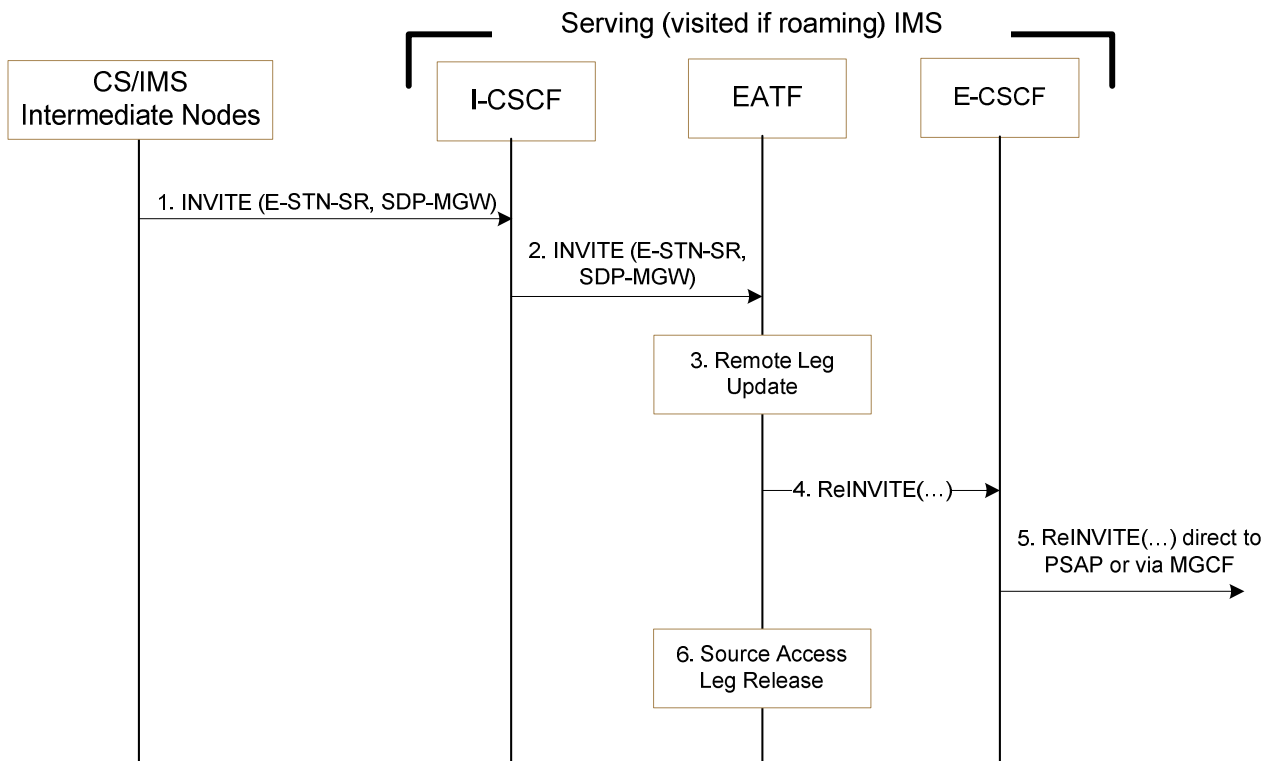 Serving (visited if roaming) IMS
CS/IMS
Intermediate Nodes
I-CSCF
EATF
E-CSCF
1. INVITE (E-STN-SR, SDP-MGW)
2. INVITE (E-STN-SR,
SDP-MGW)
3. Remote Leg
Update
4. ReINVITE(…)
5. ReINVITE(…) direct to
PSAP or via MGCF
6. Source Access
Leg Release